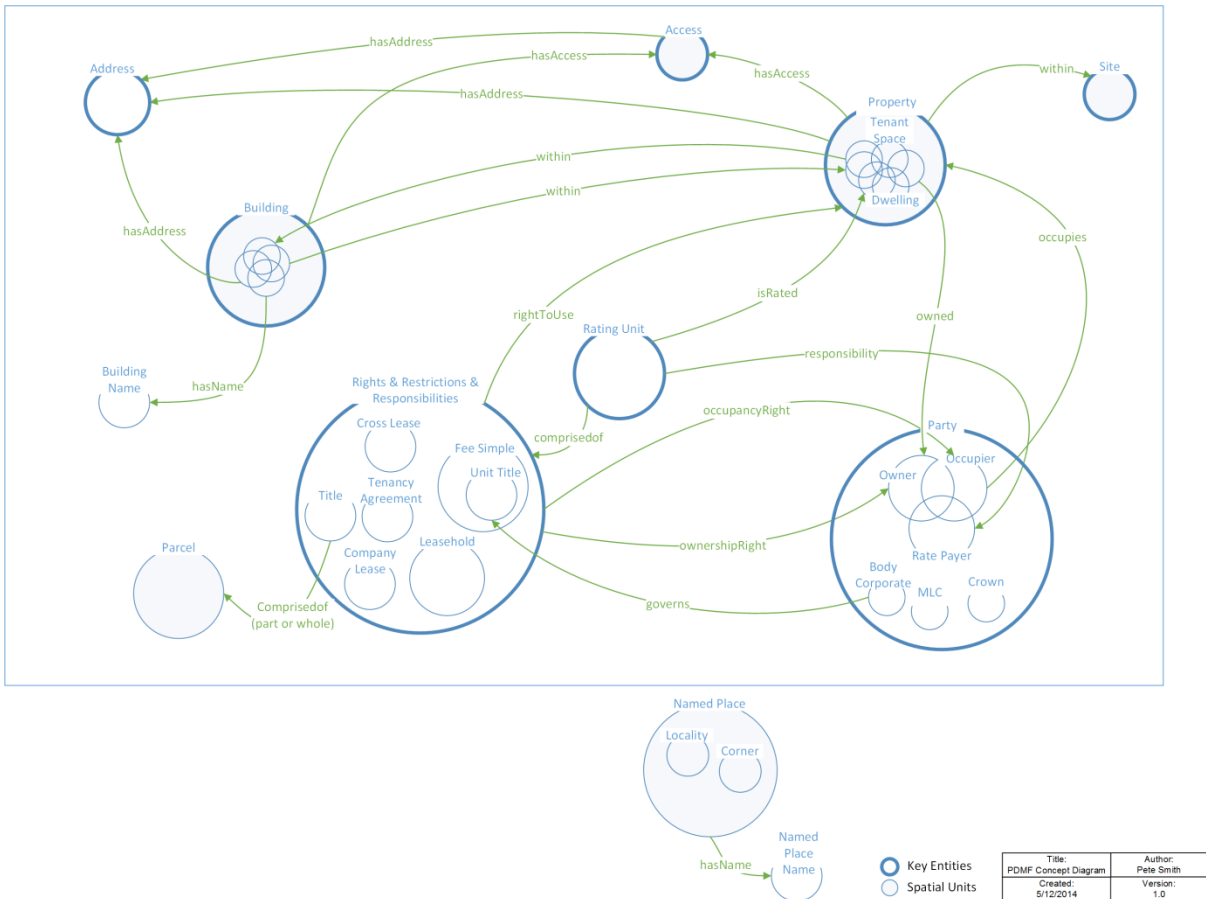 Access
hasAddress
hasAccess
Address
hasAccess
within
Site
hasAddress
Property
Tenant
Space
within
within
Dwelling
Building
hasAddress
occupies
isRated
rightToUse
owned
Rating Unit
responsibility
Building
Name
hasName
Rights & Restrictions &
Responsibilities
occupancyRight
Cross Lease
comprisedof
Party
Fee Simple
Occupier
Unit Title
Owner
Title
Tenancy
Agreement
Parcel
Company
Lease
Leasehold
ownershipRight
Rate Payer
Body
Corporate
MLC
Crown
Comprisedof
(part or whole)
governs
Named Place
Locality
Corner
hasName
Named
Place
Name
Key Entities
Spatial Units
Title:
PDMF Concept Diagram
Author:
Pete Smith
Created:
5/12/2014
Version:
1.0